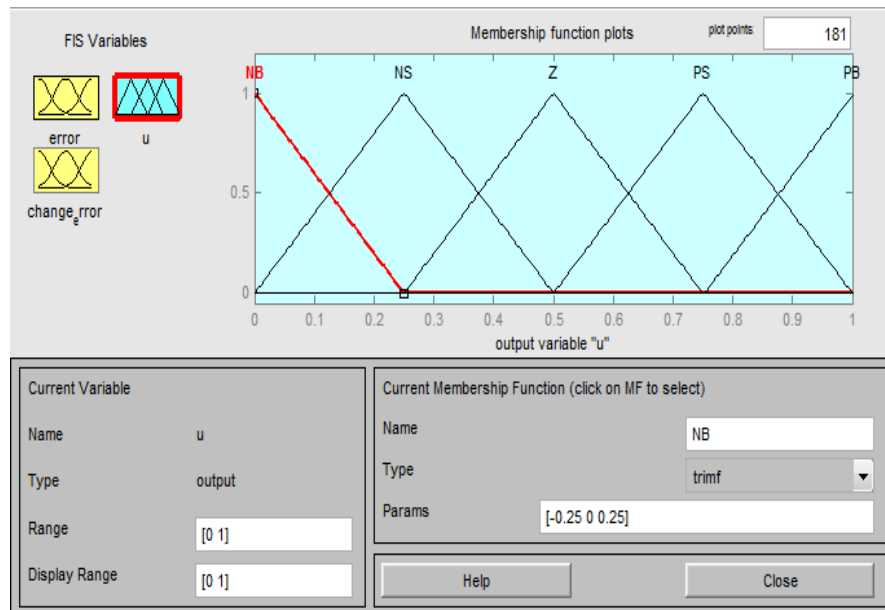 FIS Variables
Membership function plots
plot points:
181
NB
NS
Z
PS
PB
1
0.5
0
error
u
change_error
0
0.1
0.2
0.3
0.4
0.5
0.6
0.7
0.8
0.9
1
output variable "u"
Current Variable
Name
u
Type
output
Range
[0 1]
Display Range
[0 1]
Current Membership Function (click on MF to select)
Name
NB
Type
trimf
Params
[-0.25 0 0.25]
Help
Close